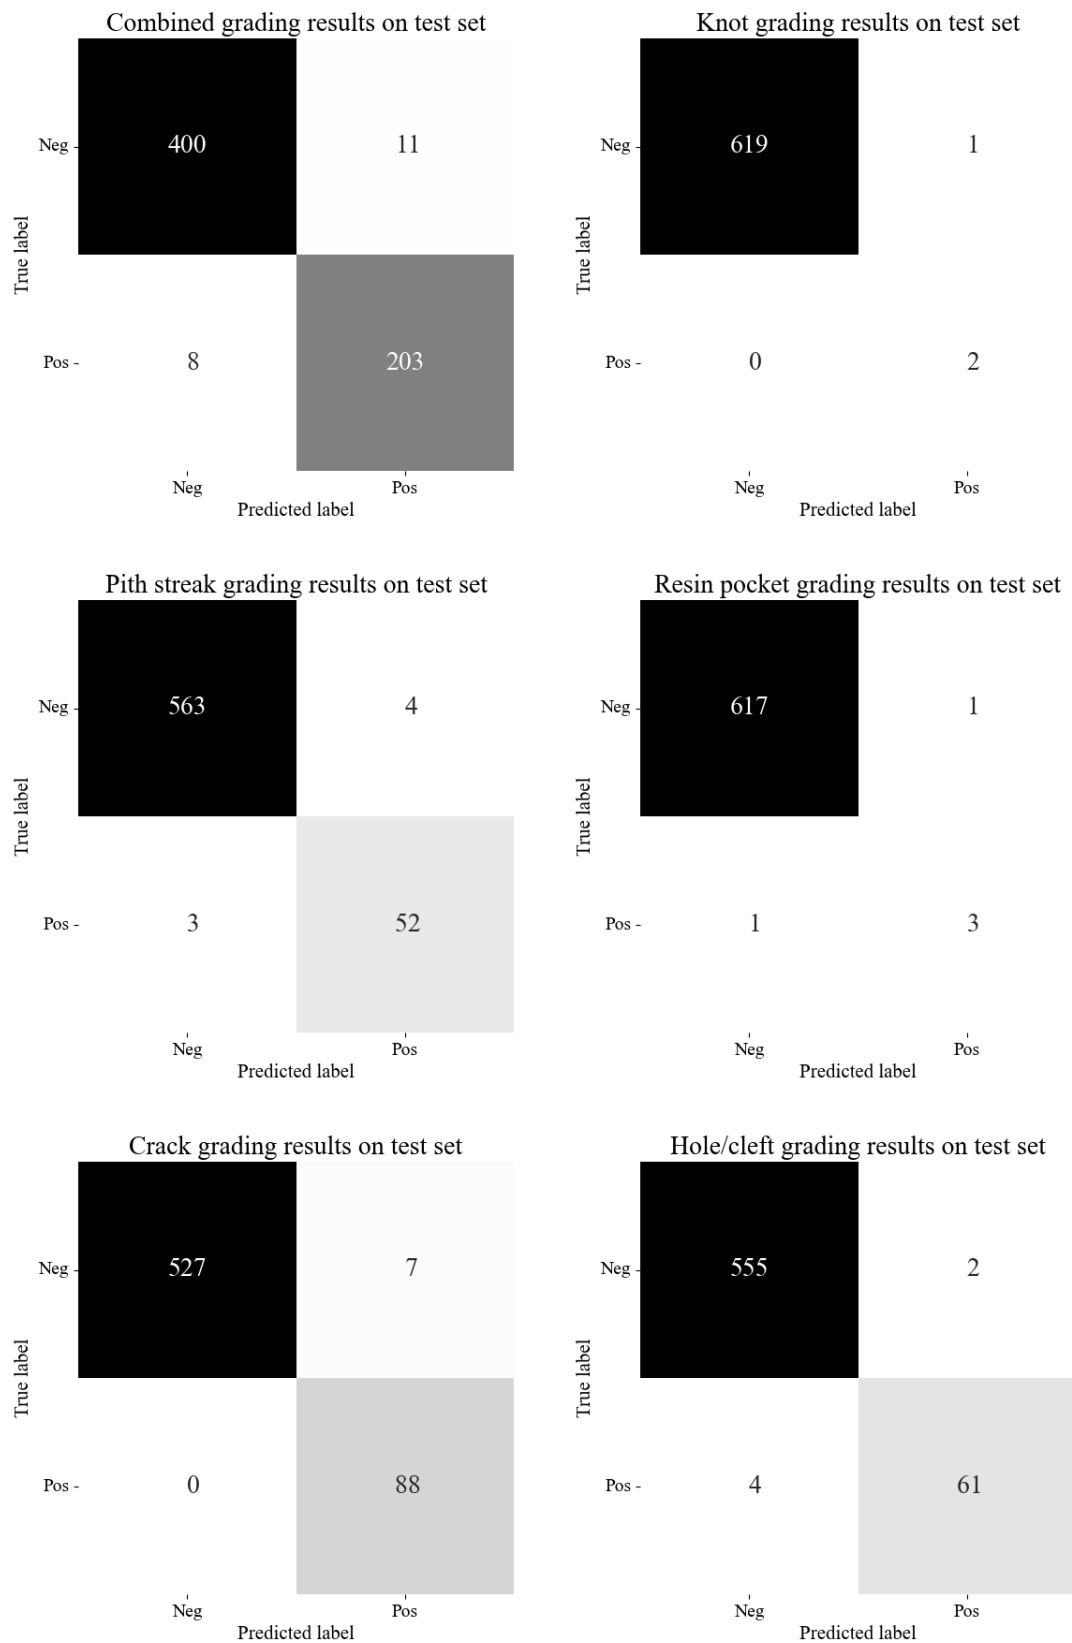 Combined grading results on test set
Neg
400 11
True label
Pos
8 203
Neg Pos
Predicted label
Knot grading results on test set
Neg
619 1
True label
Pos
0 2
Neg Pos
Predicted label
Pith streak grading results on test set
Neg
563 4
True label
Pos
3 52
Neg Pos
Predicted label
Resin pocket grading results on test set
Neg
617 1
True label
Pos
1 3
Neg Pos
Predicted label
Crack grading results on test set
Neg
527 7
True label
Pos
0 88
Neg Pos
Predicted label
Hole/cleft grading results on test set
Neg
555 2
True label
Pos
4 61
Neg Pos
Predicted label